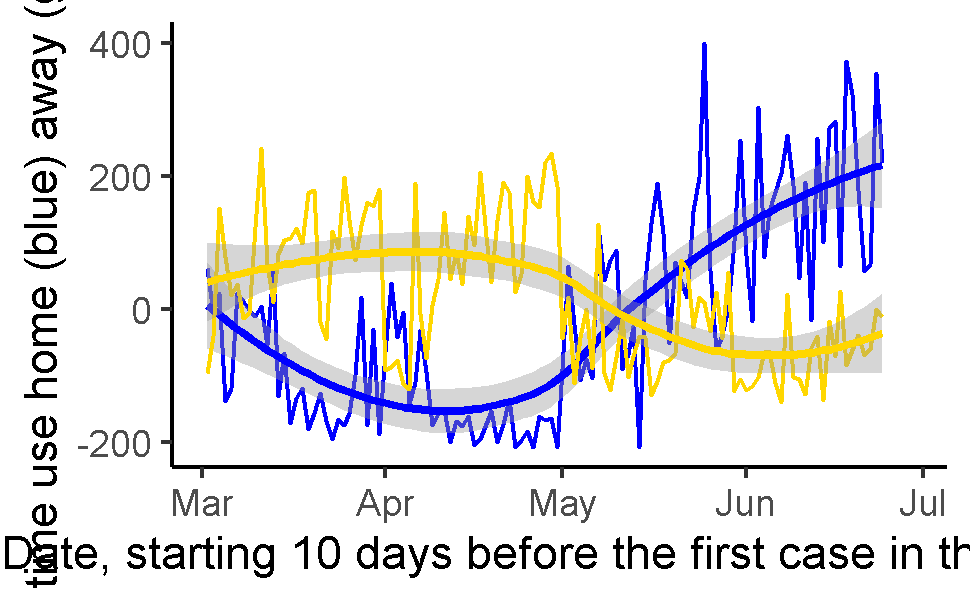 time use home (blue) away (
400
200
0
-200
Mar Apr May Jun Jul
Date, starting 10 days before the first case in th